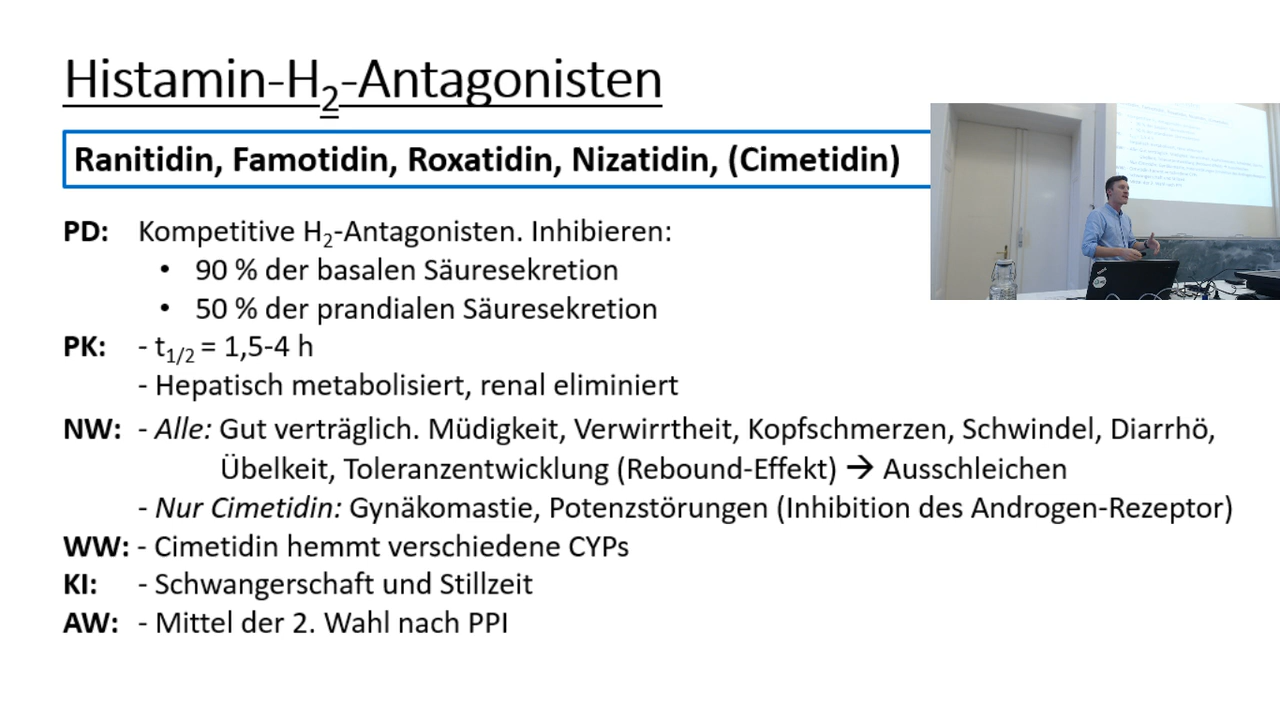 Histamin-H₂-Antagonisten
Ranitidin, Famotidin, Roxatidin, Nizatidin, (Cimetidin)
PD: Kompetitive H₂-Antagonisten. Inhibieren:
• 90 % der basalen Säuresekretion
• 50 % der prandialen Säuresekretion
PK: - t1/2 = 1,5-4 h
- Hepatisch metabolisiert, renal eliminiert
NW: - Alle: Gut verträglich. Müdigkeit, Verwirrtheit, Kopfschmerzen, Schwindel, Diarrhö,
Übelkeit, Toleranzentwicklung (Rebound-Effekt) → Ausschleichen
- Nur Cimetidin: Gynäkomastie, Potenzstörungen (Inhibition des Androgen-Rezeptor)
WW: - Cimetidin hemmt verschiedene CYPs
KI: - Schwangerschaft und Stillzeit
AW: - Mittel der 2. Wahl nach PPI